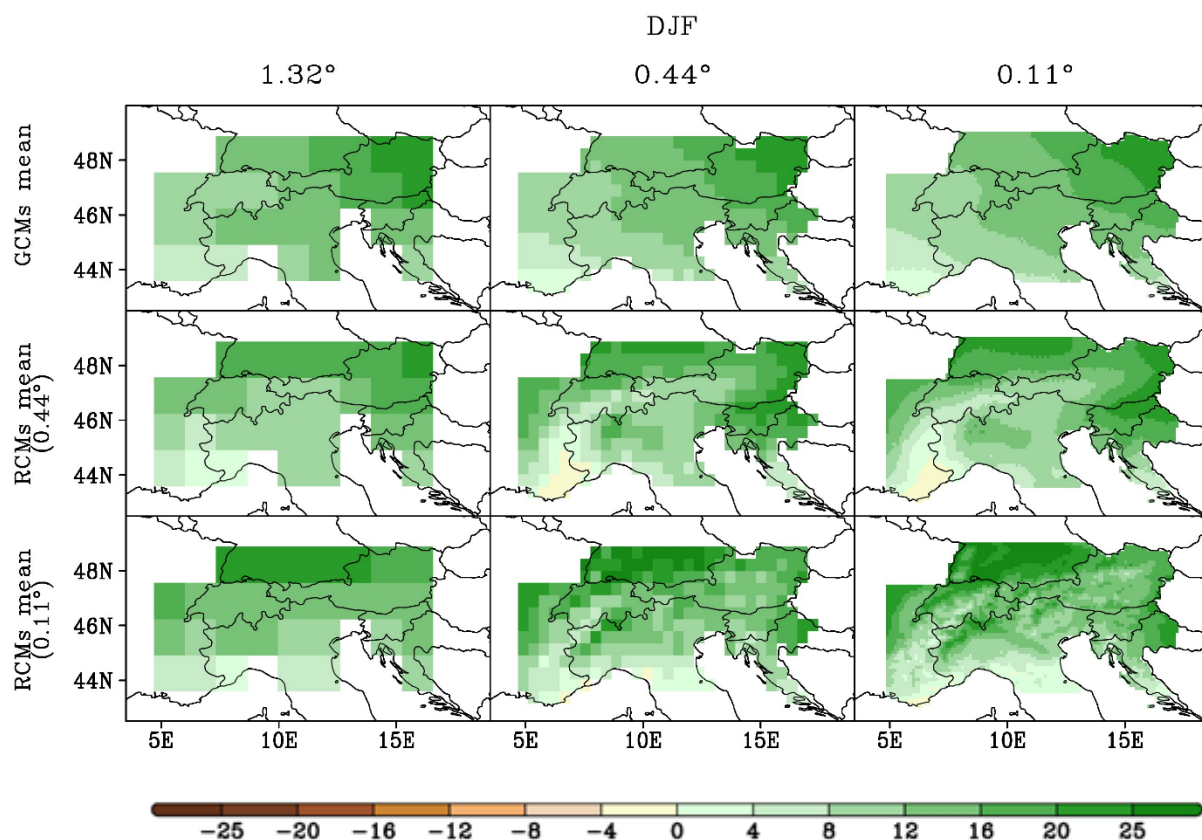 DJF
1.32° 0.44° 0.11°
GCMs mean
48N
46N
44N
RCMs mean
(0.44°)
48N
46N
44N
RCMs mean
(0.11°)
48N
46N
44N
5E 10E 15E 5E 10E 15E 5E 10E 15E
-25 -20 -16 -12 -8 -4 0 4 8 12 16 20 25